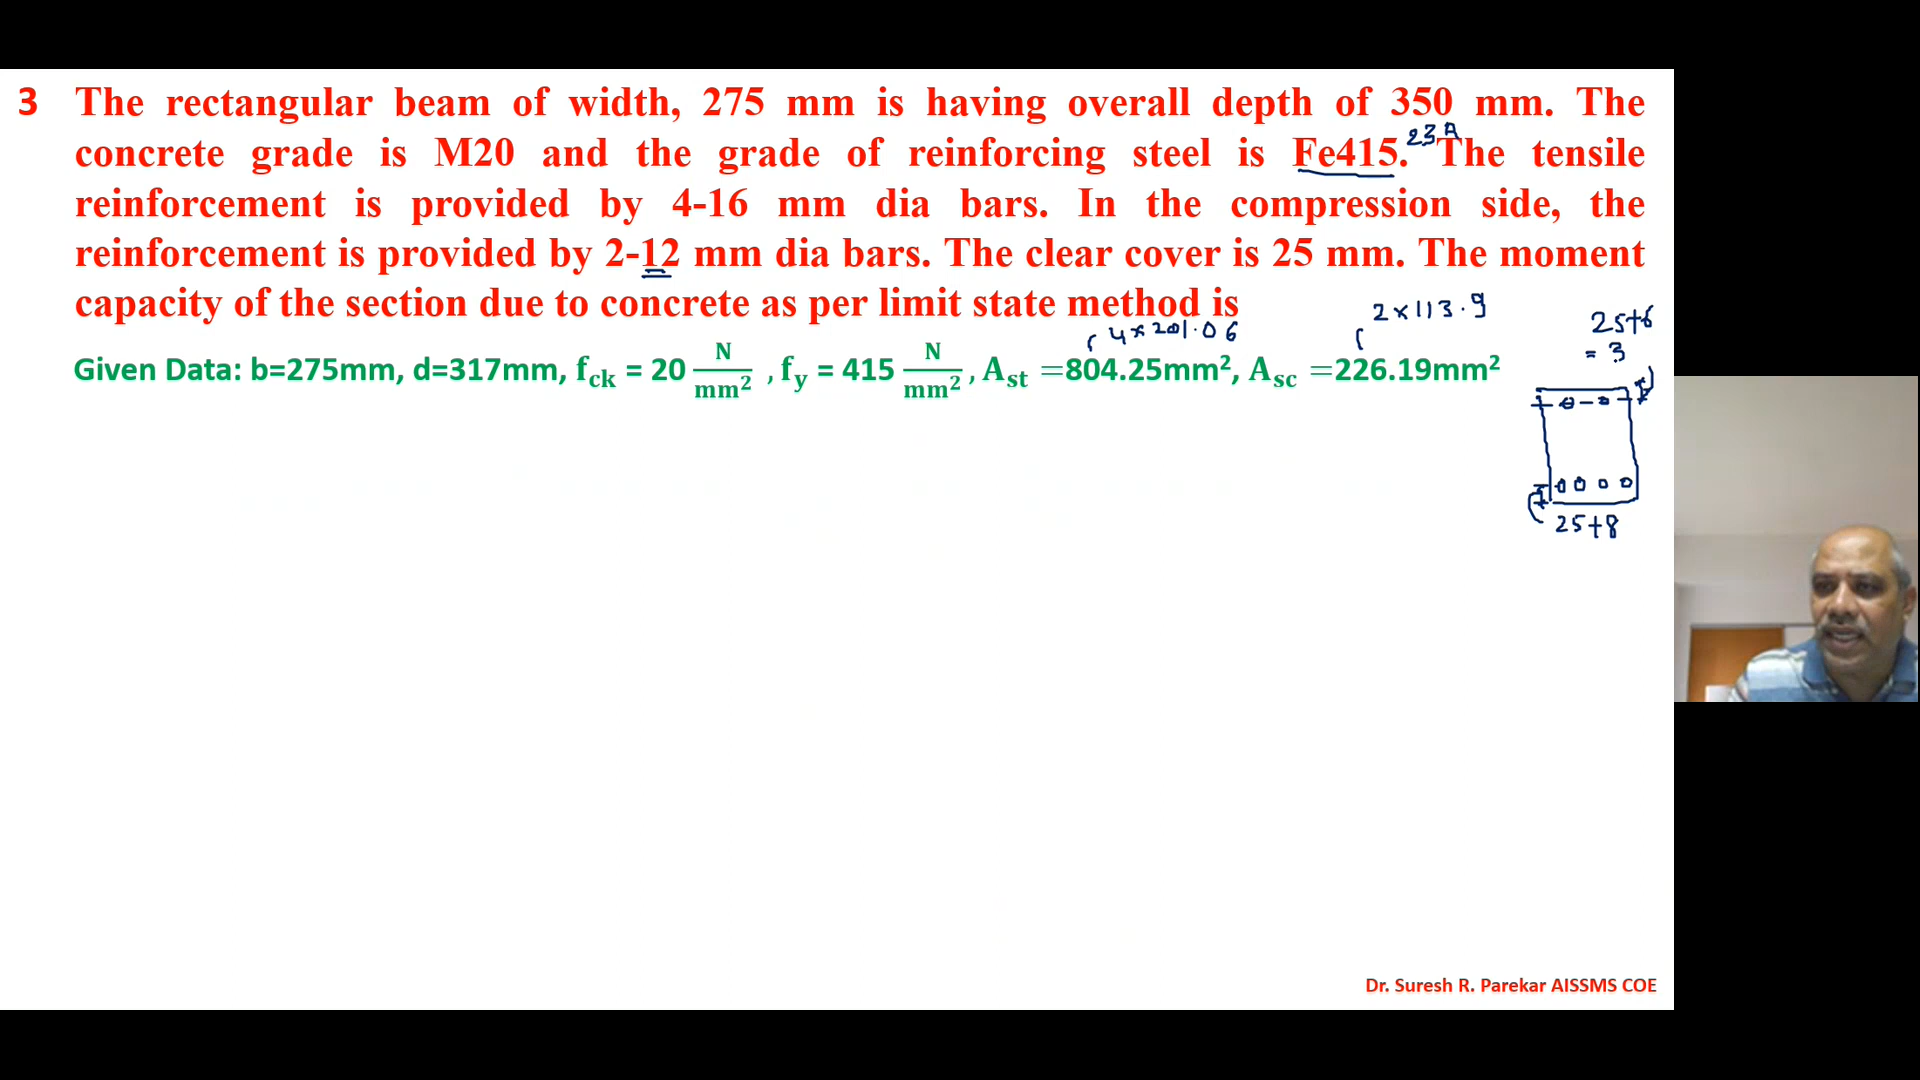 3 The rectangular beam of width, 275 mm is having overall depth of 350 mm. The
concrete grade is M20 and the grade of reinforcing steel is Fe415. The tensile
reinforcement is provided by 4-16 mm dia bars. In the compression side, the
reinforcement is provided by 2-12 mm dia bars. The clear cover is 25 mm. The moment
capacity of the section due to concrete as per limit state method is
2×113.9
25+6
4×201.06
= 3
Given Data: b=275mm, d=317mm, fck = 20 N/mm², fy = 415 N/mm², Ast =804.25mm², Asc =226.19mm²
25+8
Dr. Suresh R. Parekar AISSMS COE